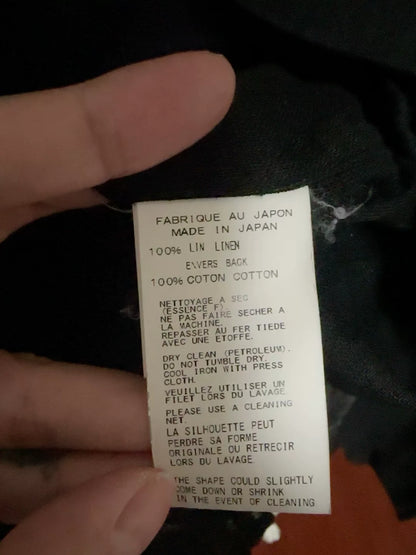 FABRIQUE AU JAPON
MADE IN JAPAN
100% LIN LINEN
ENVERS BACK
100% COTON COTTON
NETTOYAGE A SEC
(ESSENCE F)
NE PAS FAIRE SECHER A
LA MACHINE.
REPASSER AU FER TIEDE
AVEC UNE ETOFFE.
DRY CLEAN (PETROLEUM).
DO NOT TUMBLE DRY.
COOL IRON WITH PRESS
CLOTH.
VEUILLEZ UTILISER UN
FILET LORS DU LAVAGE
PLEASE USE A CLEANING
NET.
LA SILHOUETTE PEUT
PERDRE SA FORME
ORIGINALE OU RETRECIR
LORS DU LAVAGE.
THE SHAPE COULD SLIGHTLY
COME DOWN OR SHRINK
IN THE EVENT OF CLEANING